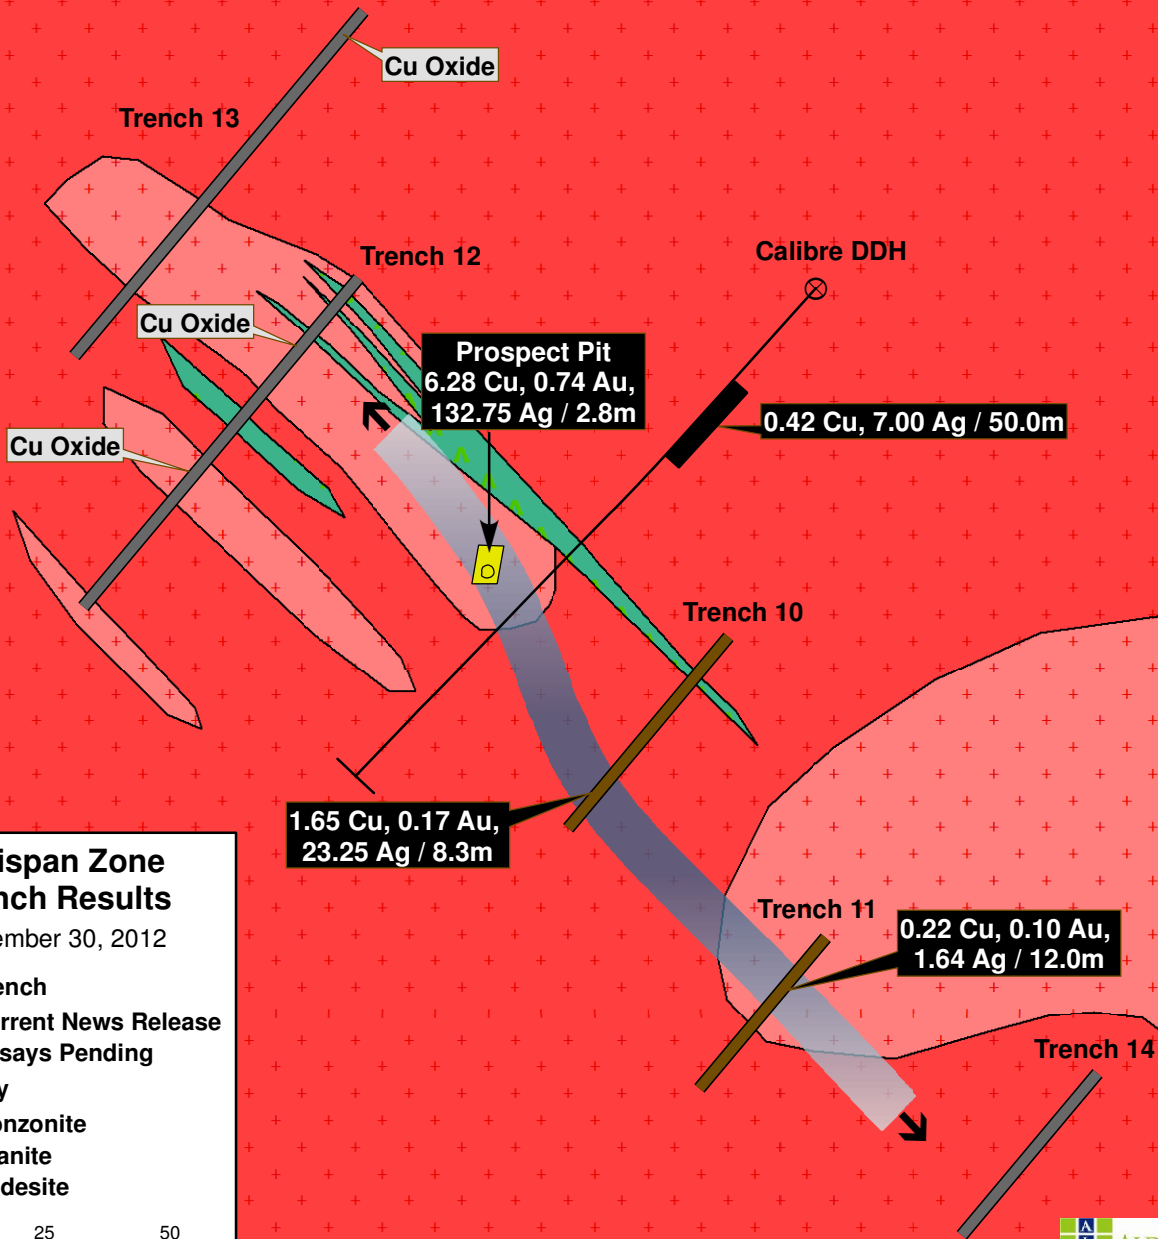 Cu Oxide
Trench 13
Trench 12
Calibre DDH
Cu Oxide
Prospect Pit
6.28 Cu, 0.74 Au,
132.75 Ag / 2.8m
0.42 Cu, 7.00 Ag / 50.0m
Cu Oxide
Trench 10
1.65 Cu, 0.17 Au,
23.25 Ag / 8.3m
Trench 11
0.22 Cu, 0.10 Au,
1.64 Ag / 12.0m
Trench 14
ispan Zone
nch Results
ember 30, 2012
ench
rrent News Release
says Pending
y
onzonite
anite
desite
25 50